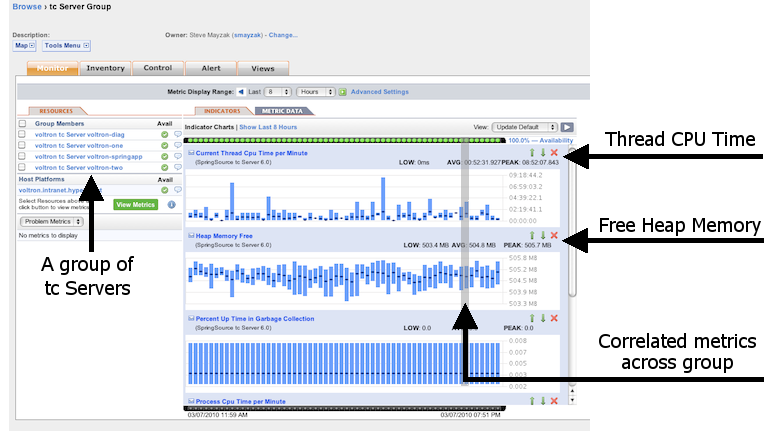 Browse › tc Server Group
Description:
Owner: Steve Mayzak (smayzak) - Change...
Map
Tools Menu
Monitor Inventory Control Alert Views
Metric Display Range: Last 8 Hours Advanced Settings
RESOURCES
INDICATORS METRIC DATA
Group Members Avail
voltron tc Server voltron-diag
voltron tc Server voltron-one
voltron tc Server voltron-springapp
voltron tc Server voltron-two
Host Platforms Avail
voltron.intranet.hype
Select Resources above
click button to view metrics
View Metrics
Problem Metrics
No metrics to display
A group of
tc Servers
Indicator Charts | Show Last 8 Hours
View: Update Default
100.0% — Availability
Current Thread Cpu Time per Minute
(SpringSource tc Server 6.0)
LOW: 0ms AVG: 00:52:31.927 PEAK: 08:52:07.843
09:18:44.2
06:59:03.2
04:39:22.1
02:19:41.1
00:00:00.0
Heap Memory Free
(SpringSource tc Server 6.0)
LOW: 503.4 MB AVG: 504.8 MB PEAK: 505.7 MB
505.8 MB
505.2 MB
504.5 MB
503.9 MB
503.3 MB
Percent Up Time in Garbage Collection
(SpringSource tc Server 6.0)
LOW: 0.0 PEAK: 0.0
0.008
0.007
0.005
0.003
0.002
Process Cpu Time per Minute
03/07/2010 11:59 AM
03/07/2010 07:51 PM
Thread CPU Time
Free Heap Memory
Correlated metrics
across group